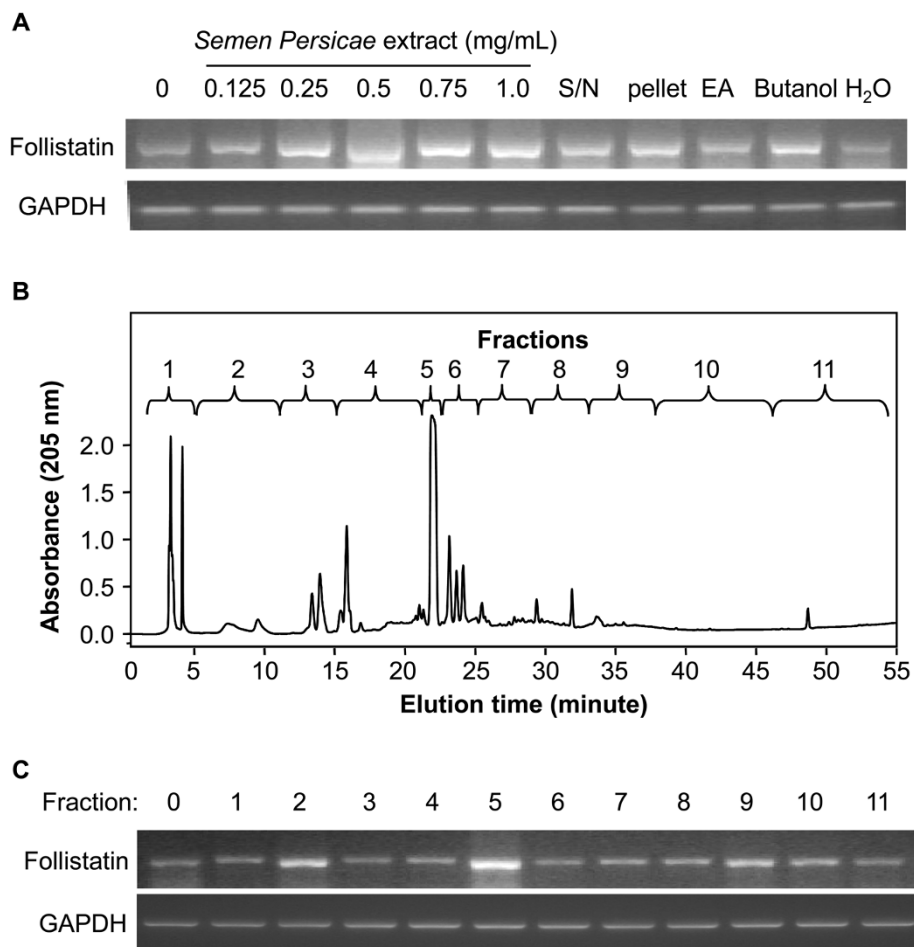 A
Semen Persicae extract (mg/mL)
0 0.125 0.25 0.5 0.75 1.0 S/N pellet EA Butanol H₂O
Follistatin
GAPDH
B
Fractions
1 2 3 4 5 6 7 8 9 10 11
Absorbance (205 nm)
2.0
1.5
1.0
0.5
0.0
0 5 10 15 20 25 30 35 40 45 50 55
Elution time (minute)
C
Fraction: 0 1 2 3 4 5 6 7 8 9 10 11
Follistatin
GAPDH